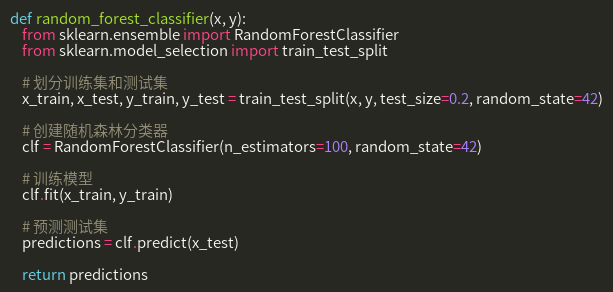 def random_forest_classifier(x, y):
from sklearn.ensemble import RandomForestClassifier
from sklearn.model_selection import train_test_split
# 划分训练集和测试集
x_train, x_test, y_train, y_test = train_test_split(x, y, test_size=0.2, random_state=42)
# 创建随机森林分类器
clf = RandomForestClassifier(n_estimators=100, random_state=42)
# 训练模型
clf.fit(x_train, y_train)
# 预测测试集
predictions = clf.predict(x_test)
return predictions